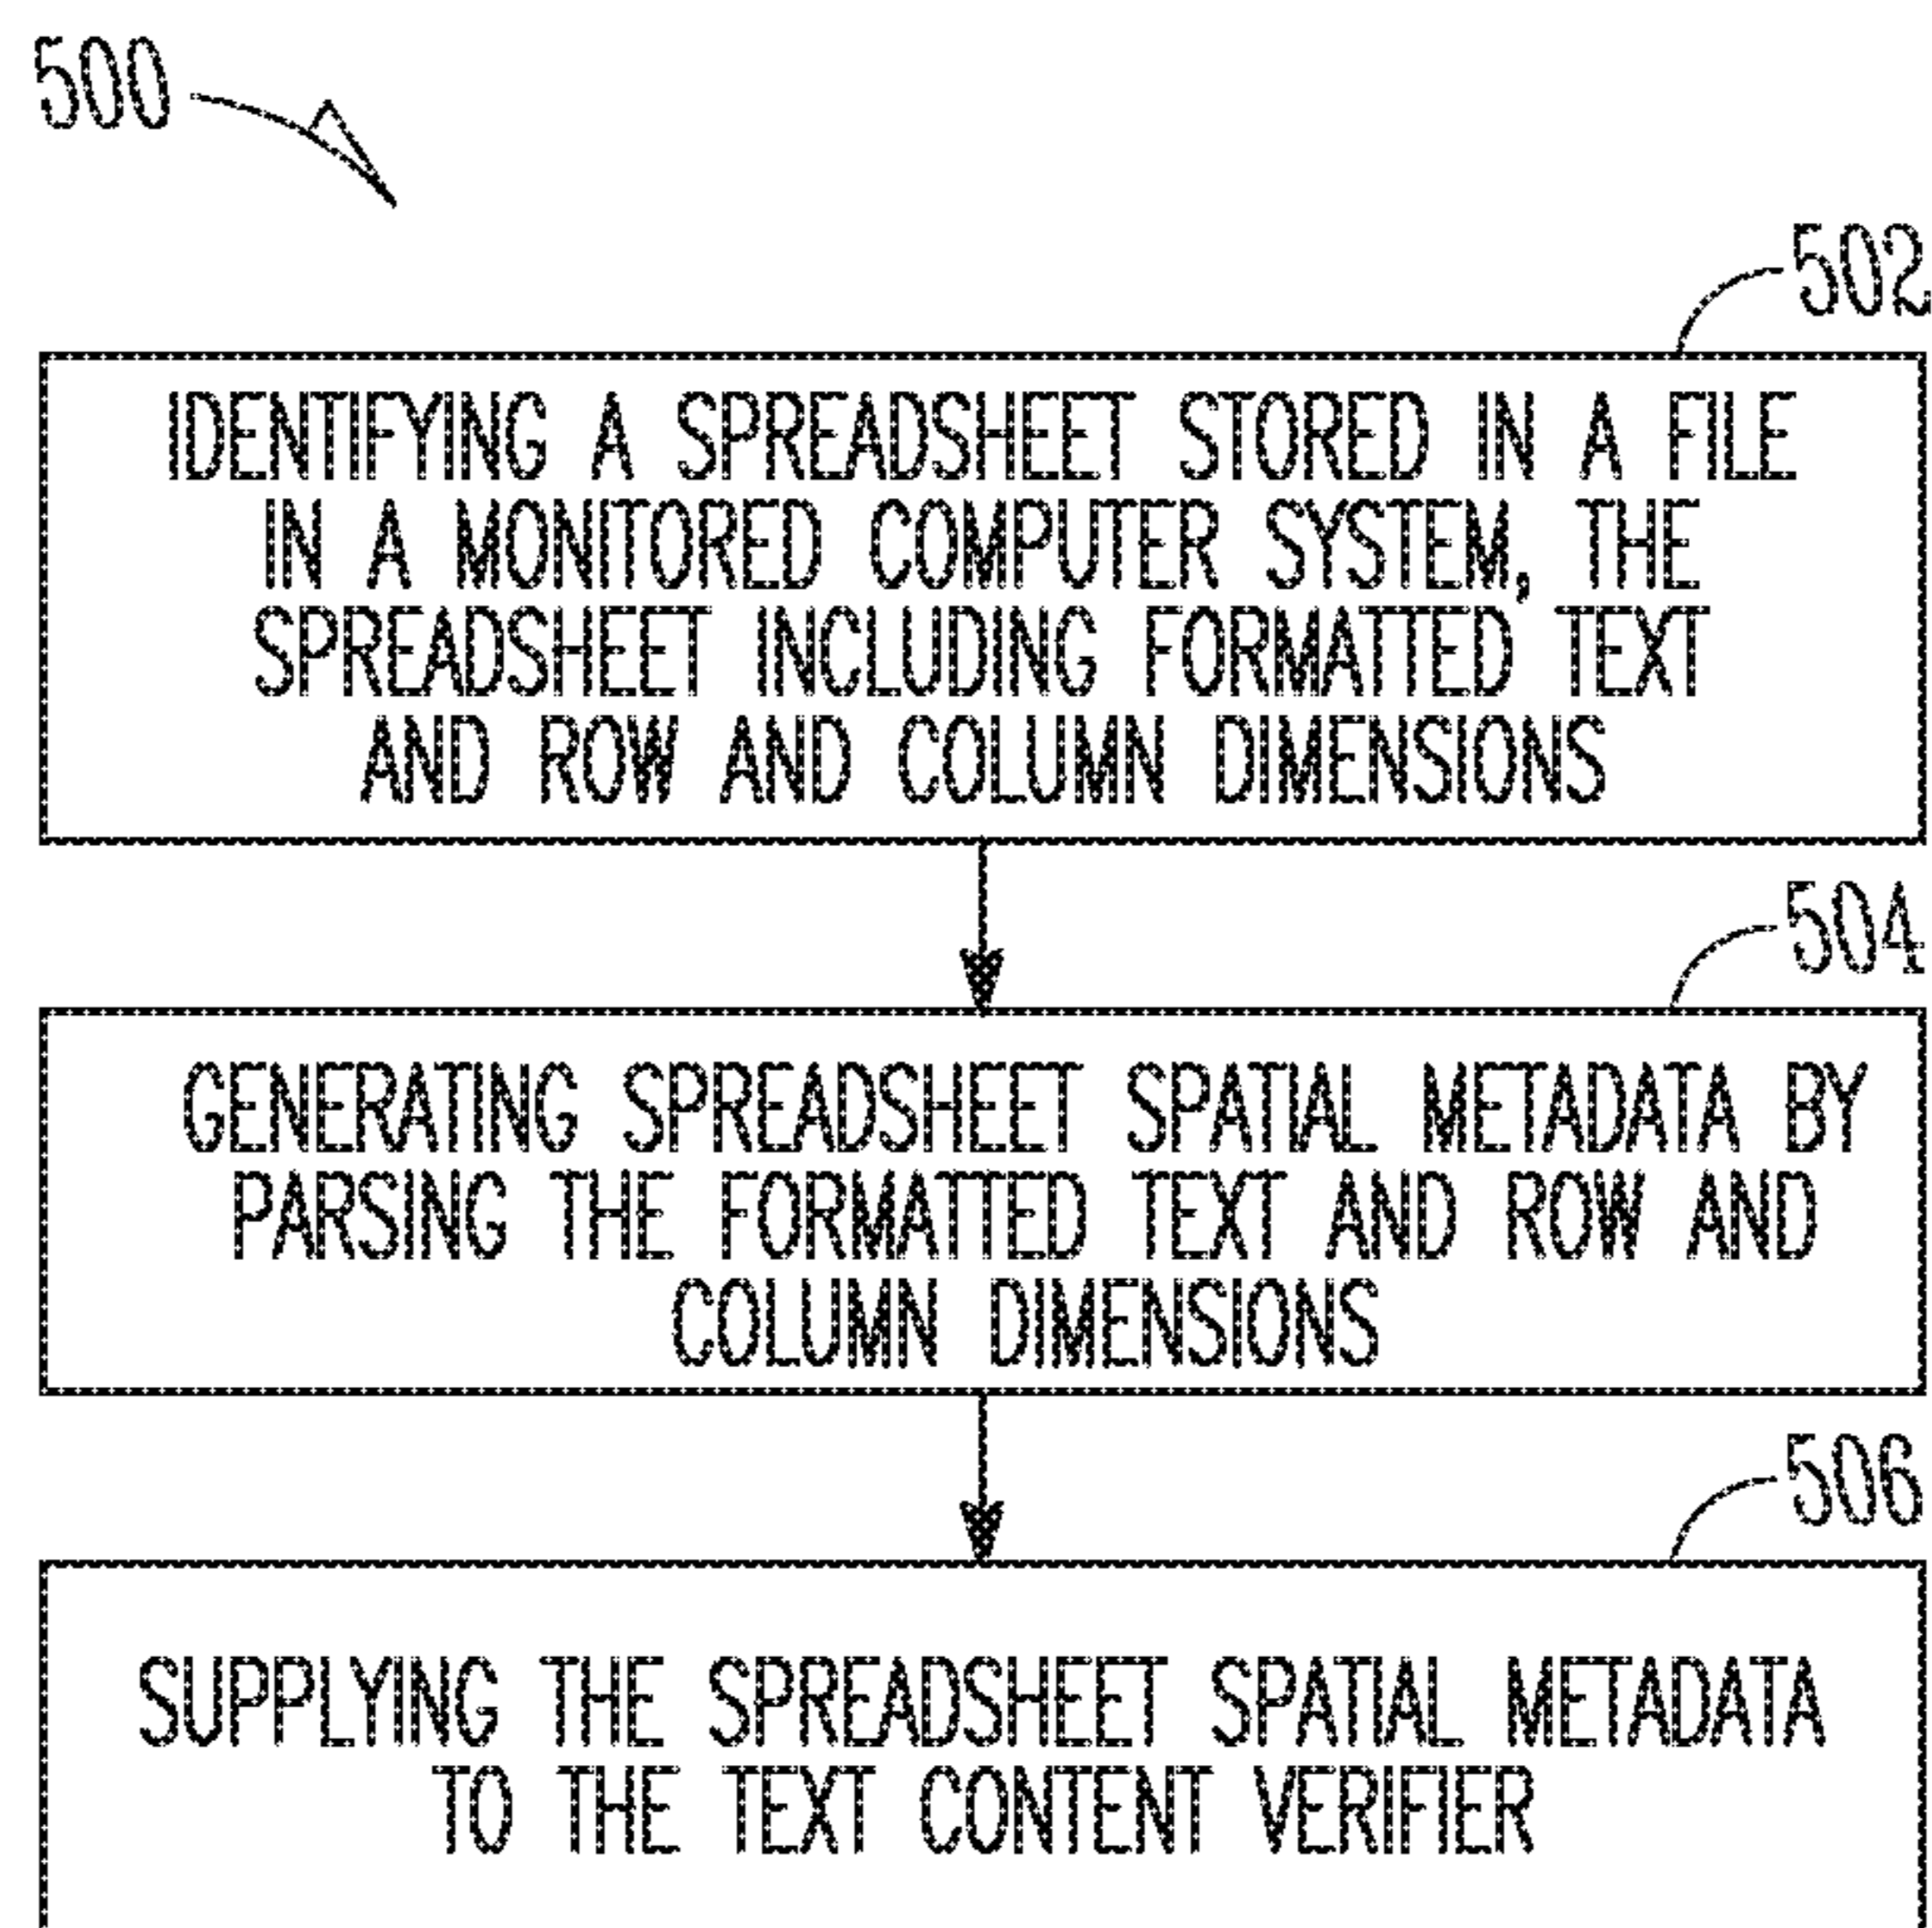 500
502
IDENTIFYING A SPREADSHEET STORED IN A FILE
IN A MONITORED COMPUTER SYSTEM, THE
SPREADSHEET INCLUDING FORMATTED TEXT
AND ROW AND COLUMN DIMENSIONS
504
GENERATING SPREADSHEET SPATIAL METADATA BY
PARSING THE FORMATTED TEXT AND ROW AND
COLUMN DIMENSIONS
506
SUPPLYING THE SPREADSHEET SPATIAL METADATA
TO THE TEXT CONTENT VERIFIER